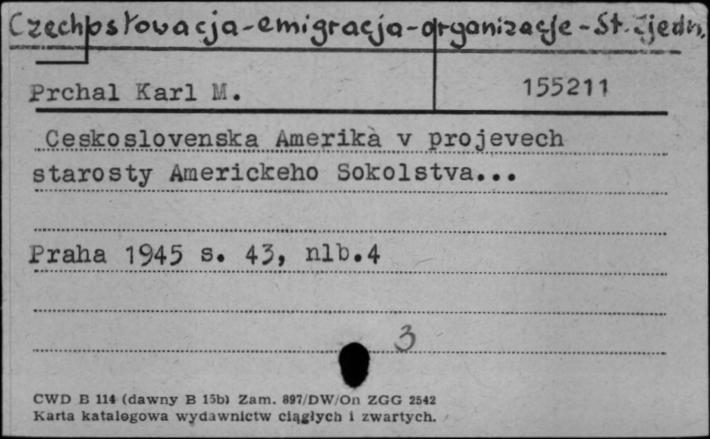 Czechosłowacja-emigracja-organizacje-St. Zjedn.
Prchal Karl M.
155211
Ceskoslovenska Amerika v projevech
starosty Americkeho Sokolstva...
Praha 1945 s. 43, nlb.4
3
CWD B 114 (dawny B 15b) Zam. 897/DW/On ZGG 2542
Karta katalogowa wydawnictw ciągłych i zwartych.